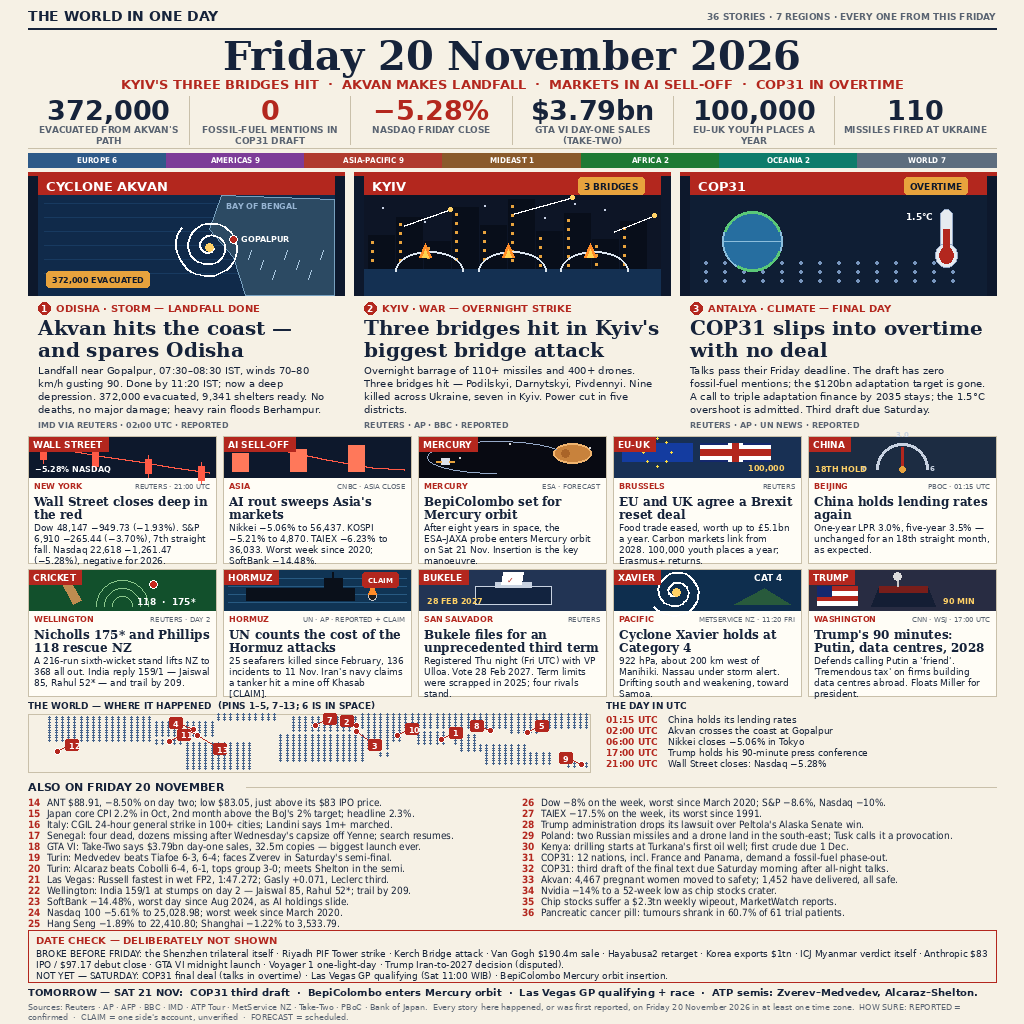 THE WORLD IN ONE DAY
36 STORIES · 7 REGIONS · EVERY ONE FROM THIS FRIDAY
Friday 20 November 2026
KYIV'S THREE BRIDGES HIT · AKVAN MAKES LANDFALL · MARKETS IN AI SELL-OFF · COP31 IN OVERTIME
372,000
EVACUATED FROM AKVAN'S
PATH
0
FOSSIL-FUEL MENTIONS IN
COP31 DRAFT
−5.28%
NASDAQ FRIDAY CLOSE
$3.79bn
GTA VI DAY-ONE SALES
(TAKE-TWO)
100,000
EU–UK YOUTH PLACES A
YEAR
110
MISSILES FIRED AT UKRAINE
EUROPE 6
AMERICAS 9
ASIA-PACIFIC 9
MIDEAST 1
AFRICA 2
OCEANIA 2
WORLD 7
CYCLONE AKVAN
BAY OF BENGAL
GOPALPUR
372,000 EVACUATED
KYIV
3 BRIDGES
COP31
OVERTIME
1.5°C
1 ODISHA · STORM — LANDFALL DONE
Akvan hits the coast —
and spares Odisha
Landfall near Gopalpur, 07:30–08:30 IST, winds 70–80
km/h gusting 90. Done by 11:20 IST; now a deep
depression. 372,000 evacuated, 9,341 shelters ready. No
deaths, no major damage; heavy rain floods Berhampur.
IMD VIA REUTERS · 02:00 UTC · REPORTED
2 KYIV · WAR — OVERNIGHT STRIKE
Three bridges hit in Kyiv's
biggest bridge attack
Overnight barrage of 110+ missiles and 400+ drones.
Three bridges hit — Podilskyi, Darnytskyi, Pivdennyi. Nine
killed across Ukraine, seven in Kyiv. Power cut in five
districts.
REUTERS · AP · BBC · REPORTED
3 ANTALYA · CLIMATE — FINAL DAY
COP31 slips into overtime
with no deal
Talks pass their Friday deadline. The draft has zero
fossil-fuel mentions; the $120bn adaptation target is gone.
A call to triple adaptation finance by 2035 stays; the 1.5°C
overshoot is admitted. Third draft due Saturday.
REUTERS · AP · UN NEWS · REPORTED
WALL STREET
−5.28% NASDAQ
NEW YORK
REUTERS · 21:00 UTC
Wall Street closes deep in
the red
Dow 48,147 −949.73 (−1.93%). S&P
6,910 −265.44 (−3.70%), 7th straight
fall. Nasdaq 22,618 −1,261.47
(−5.28%), negative for 2026.
AI SELL-OFF
ASIA
CNBC · ASIA CLOSE
AI rout sweeps Asia's
markets
Nikkei −5.06% to 56,437. KOSPI
−5.21% to 4,870. TAIEX −6.23% to
36,033. Worst week since 2020;
SoftBank −14.48%.
MERCURY
MERCURY
ESA · FORECAST
BepiColombo set for
Mercury orbit
After eight years in space, the
ESA–JAXA probe enters Mercury orbit
on Sat 21 Nov. Insertion is the key
manoeuvre.
EU-UK
100,000
BRUSSELS
REUTERS
EU and UK agree a Brexit
reset deal
Food trade eased, worth up to £5.1bn
a year. Carbon markets link from
2028. 100,000 youth places a year;
Erasmus+ returns.
CHINA
3.0
18TH HOLD
6
BEIJING
PBOC · 01:15 UTC
China holds lending rates
again
One-year LPR 3.0%, five-year 3.5% —
unchanged for an 18th straight month,
as expected.
CRICKET
118 · 175*
WELLINGTON
REUTERS · DAY 2
Nicholls 175* and Phillips
118 rescue NZ
A 216-run sixth-wicket stand lifts NZ to
368 all out. India reply 159/1 — Jaiswal
85, Rahul 52* — and trail by 209.
HORMUZ
CLAIM
HORMUZ
UN · AP · REPORTED + CLAIM
UN counts the cost of the
Hormuz attacks
25 seafarers killed since February, 136
incidents to 11 Nov. Iran's navy claims
a tanker hit a mine off Khasab
[CLAIM].
BUKELE
28 FEB 2027
SAN SALVADOR
REUTERS
Bukele files for an
unprecedented third term
Registered Thu night (Fri UTC) with VP
Ulloa. Vote 28 Feb 2027. Term limits
were scrapped in 2025; four rivals
stand.
XAVIER
CAT 4
PACIFIC
METSERVICE NZ · 11:20 FRI
Cyclone Xavier holds at
Category 4
922 hPa, about 200 km west of
Manihiki. Nassau under storm alert.
Drifting south and weakening, toward
Samoa.
TRUMP
90 MIN
WASHINGTON
CNN · WSJ · 17:00 UTC
Trump's 90 minutes:
Putin, data centres, 2028
Defends calling Putin a 'friend'.
'Tremendous tax' on firms building
data centres abroad. Floats Miller for
president.
THE WORLD — WHERE IT HAPPENED (PINS 1–5, 7–13; 6 IS IN SPACE)
12
4
11
13
7
2
3
10
1
8
5
9
THE DAY IN UTC
01:15 UTC China holds its lending rates
02:00 UTC Akvan crosses the coast at Gopalpur
06:00 UTC Nikkei closes −5.06% in Tokyo
17:00 UTC Trump holds his 90-minute press conference
21:00 UTC Wall Street closes: Nasdaq −5.28%
ALSO ON FRIDAY 20 NOVEMBER
14 ANT $88.91, −8.50% on day two; low $83.05, just above its $83 IPO price.
15 Japan core CPI 2.2% in Oct, 2nd month above the BoJ's 2% target; headline 2.3%.
16 Italy: CGIL 24-hour general strike in 100+ cities; Landini says 1m+ marched.
17 Senegal: four dead, dozens missing after Wednesday's capsize off Yenne; search resumes.
18 GTA VI: Take-Two says $3.79bn day-one sales, 32.5m copies — biggest launch ever.
19 Turin: Medvedev beats Tiafoe 6-3, 6-4; faces Zverev in Saturday's semi-final.
20 Turin: Alcaraz beats Cobolli 6-4, 6-1, tops group 3-0; meets Shelton in the semi.
21 Las Vegas: Russell fastest in wet FP2, 1:47.272; Gasly +0.071, Leclerc third.
22 Wellington: India 159/1 at stumps on day 2 — Jaiswal 85, Rahul 52*; trail by 209.
23 SoftBank −14.48%, worst day since Aug 2024, as AI holdings slide.
24 Nasdaq 100 −5.61% to 25,028.98; worst week since March 2020.
25 Hang Seng −1.89% to 22,410.80; Shanghai −1.22% to 3,533.79.
26 Dow −8% on the week, worst since March 2020; S&P −8.6%, Nasdaq −10%.
27 TAIEX −17.5% on the week, its worst since 1991.
28 Trump administration drops its lawsuit over Peltola's Alaska Senate win.
29 Poland: two Russian missiles and a drone land in the south-east; Tusk calls it a provocation.
30 Kenya: drilling starts at Turkana's first oil well; first crude due 1 Dec.
31 COP31: 12 nations, incl. France and Panama, demand a fossil-fuel phase-out.
32 COP31: third draft of the final text due Saturday morning after all-night talks.
33 Akvan: 4,467 pregnant women moved to safety; 1,452 have delivered, all safe.
34 Nvidia −14% to a 52-week low as chip stocks crater.
35 Chip stocks suffer a $2.3tn weekly wipeout, MarketWatch reports.
36 Pancreatic cancer pill: tumours shrank in 60.7% of 61 trial patients.
DATE CHECK — DELIBERATELY NOT SHOWN
BROKE BEFORE FRIDAY: the Shenzhen trilateral itself · Riyadh PIF Tower strike · Kerch Bridge attack · Van Gogh $190.4m sale · Hayabusa2 retarget · Korea exports $1tn · ICJ Myanmar verdict itself · Anthropic $83
IPO / $97.17 debut close · GTA VI midnight launch · Voyager 1 one-light-day · Trump Iran-to-2027 decision (disputed).
NOT YET — SATURDAY: COP31 final deal (talks in overtime) · Las Vegas GP qualifying (Sat 11:00 WIB) · BepiColombo Mercury orbit insertion.
TOMORROW — SAT 21 NOV: COP31 third draft · BepiColombo enters Mercury orbit · Las Vegas GP qualifying + race · ATP semis: Zverev–Medvedev, Alcaraz–Shelton.
Sources: Reuters · AP · AFP · BBC · IMD · ATP Tour · MetService NZ · Take-Two · PBoC · Bank of Japan. Every story here happened, or was first reported, on Friday 20 November 2026 in at least one time zone. HOW SURE: REPORTED =
confirmed · CLAIM = one side's account, unverified · FORECAST = scheduled.